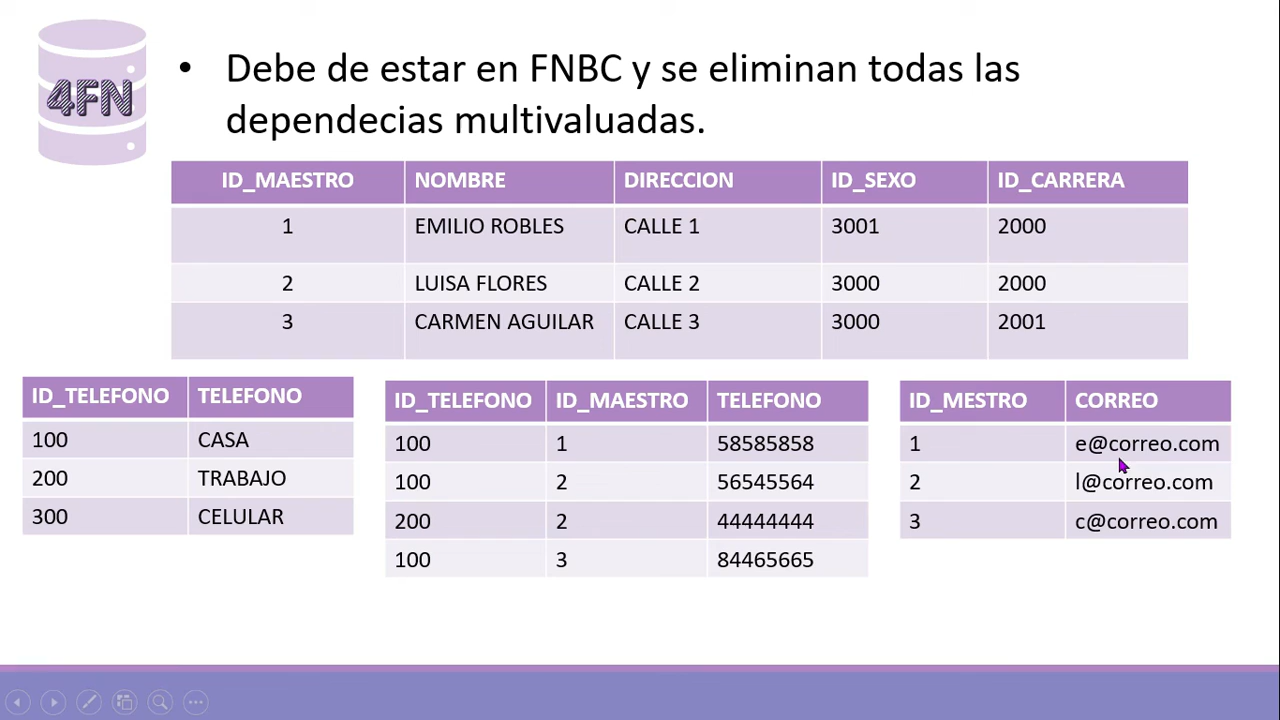 4FN
• Debe de estar en FNBC y se eliminan todas las
dependecias multivaluadas.
ID_MAESTRO NOMBRE DIRECCION ID_SEXO ID_CARRERA
1 EMILIO ROBLES CALLE 1 3001 2000
2 LUISA FLORES CALLE 2 3000 2000
3 CARMEN AGUILAR CALLE 3 3000 2001
ID_TELEFONO TELEFONO
100 CASA
200 TRABAJO
300 CELULAR
ID_TELEFONO ID_MAESTRO TELEFONO
100 1 58585858
100 2 56545564
200 2 44444444
100 3 84465665
ID_MESTRO CORREO
1 e@correo.com
2 l@correo.com
3 c@correo.com